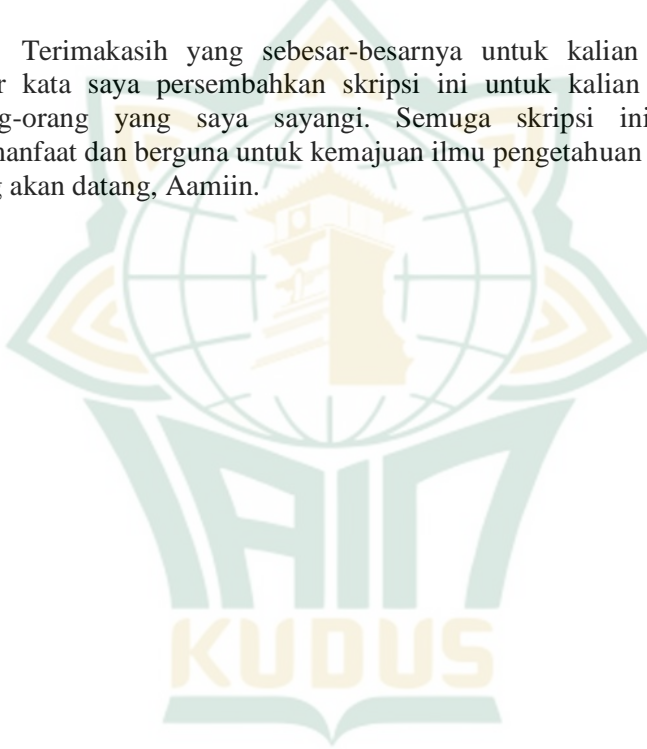 Terimakasih yang sebesar-besarnya untuk kalian
kata saya persembahkan skripsi ini untuk kalian
yang saya sayangi. Semuga skripsi ini
dan berguna untuk kemajuan ilmu pengetahuan
akan datang, Aamiin.
IAIN
KUDUS